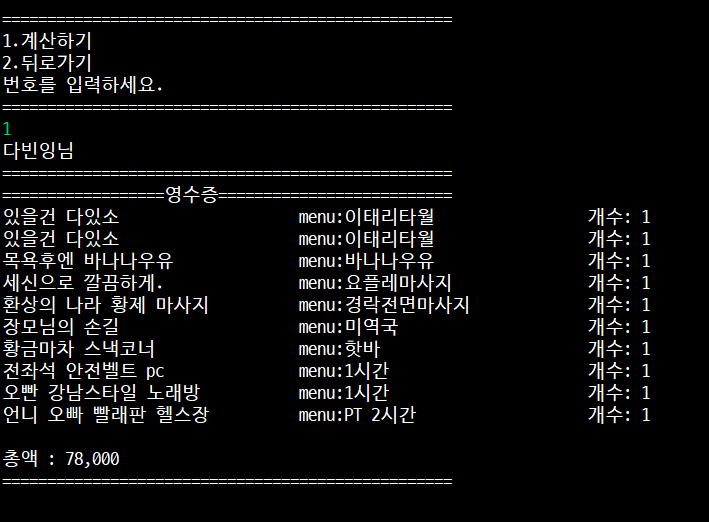 ==================================================
1.계산하기
2.뒤로가기
번호를 입력하세요.
==================================================
1
다빈잉님
==================================================
==================영수증==========================
있을건 다있소 menu:이태리타월 개수: 1
있을건 다있소 menu:이태리타월 개수: 1
목욕후엔 바나나우유 menu:바나나우유 개수: 1
세신으로 깔끔하게. menu:요플레마사지 개수: 1
환상의 나라 황제 마사지 menu:경락전면마사지 개수: 1
장모님의 손길 menu:미역국 개수: 1
황금마차 스낵코너 menu:핫바 개수: 1
전좌석 안전벨트 pc menu:1시간 개수: 1
오빤 강남스타일 노래방 menu:1시간 개수: 1
언니 오빠 빨래판 헬스장 menu:PT 2시간 개수: 1
총액 : 78,000
==================================================